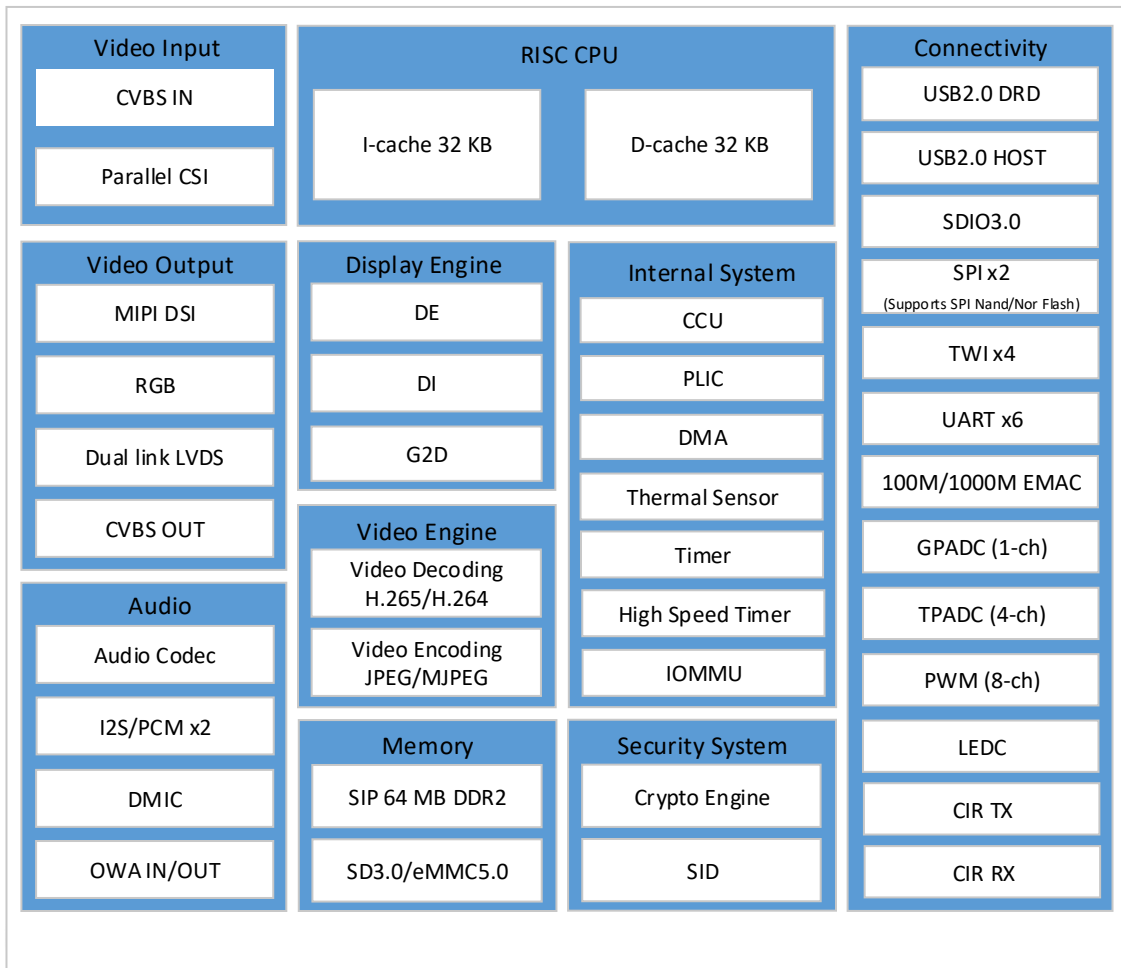 Video Input
CVBS IN
Parallel CSI
RISC CPU
I-cache 32 KB
D-cache 32 KB
Connectivity
USB2.0 DRD
USB2.0 HOST
SDIO3.0
SPI x2
(Supports SPI Nand/Nor Flash)
TWI x4
UART x6
100M/1000M EMAC
GPADC (1-ch)
TPADC (4-ch)
PWM (8-ch)
LEDC
CIR TX
CIR RX
Video Output
MIPI DSI
RGB
Dual link LVDS
CVBS OUT
Display Engine
DE
DI
G2D
Internal System
CCU
PLIC
DMA
Thermal Sensor
Timer
High Speed Timer
IOMMU
Video Engine
Video Decoding
H.265/H.264
Video Encoding
JPEG/MJPEG
Audio
Audio Codec
I2S/PCM x2
DMIC
OWA IN/OUT
Memory
SIP 64 MB DDR2
SD3.0/eMMC5.0
Security System
Crypto Engine
SID